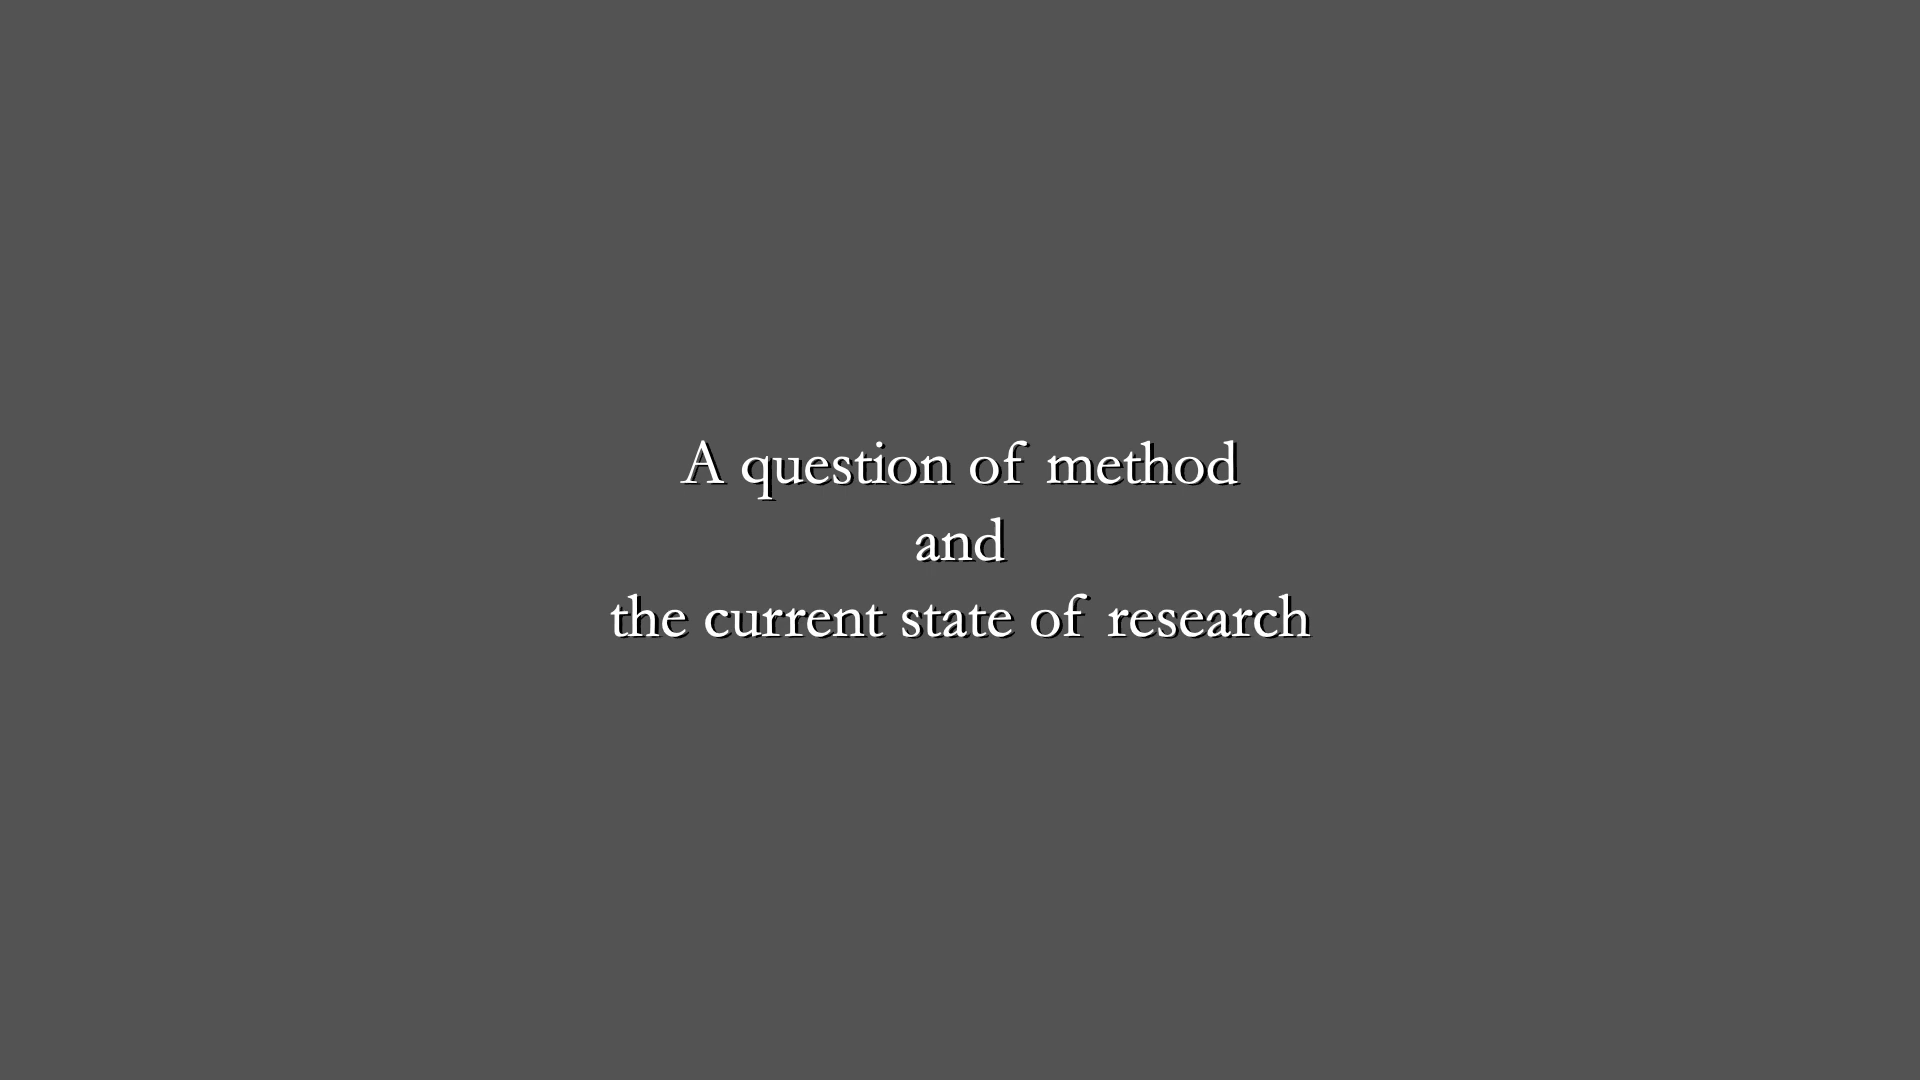 A question of method
and
the current state of research